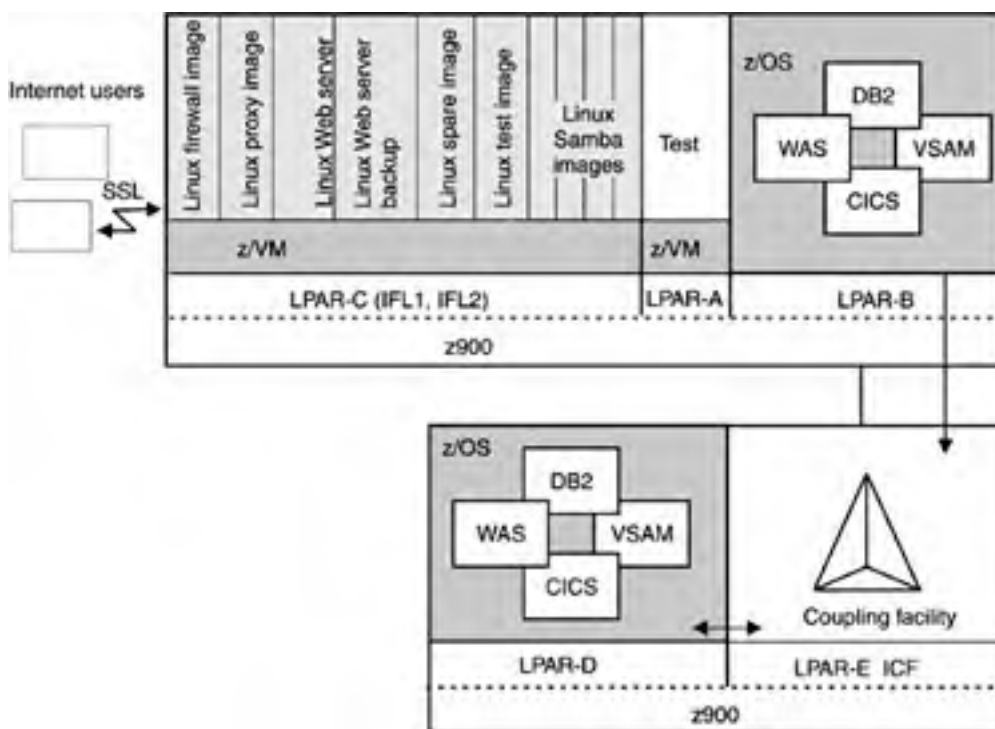 Internet users
SSL
Linux firewall image
Linux proxy image
Linux Web server
Linux Web server
backup
Linux spare image
Linux test image
Linux
Samba
images
Test
z/OS
DB2
WAS
VSAM
CICS
z/VM
z/VM
LPAR-C (IFL1, IFL2)
LPAR-A
LPAR-B
z900
z/OS
DB2
WAS
VSAM
CICS
Coupling facility
LPAR-D
LPAR-E ICF
z900